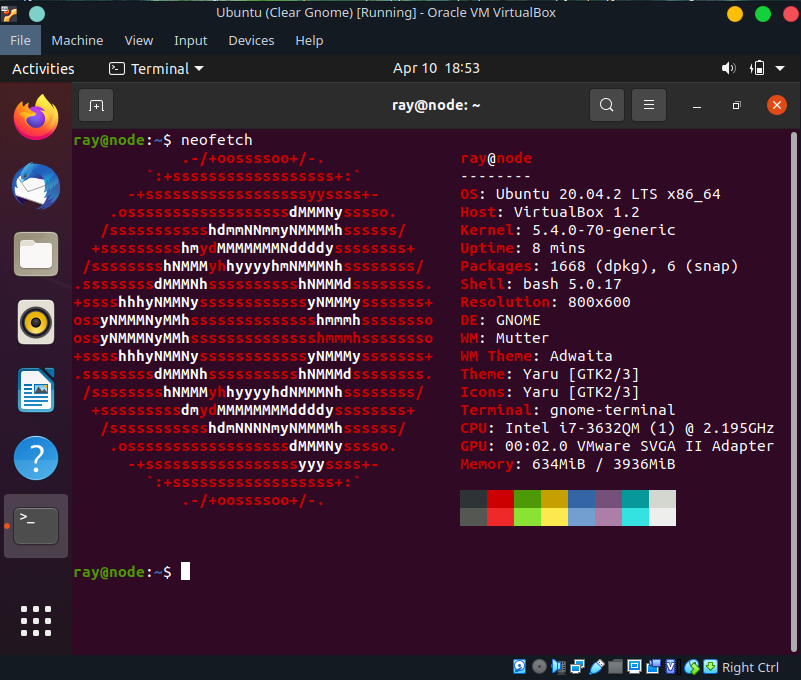 Ubuntu (Clear Gnome) [Running] - Oracle VM VirtualBox
File Machine View Input Devices Help
Activities Terminal Apr 10 18:53
ray@node: ~
ray@node:~$ neofetch
.-/+oossssoo+/-. ray@node
`:+ssssssssssssssssss+:` --------
-+ssssssssssssssssssyyssss+- OS: Ubuntu 20.04.2 LTS x86_64
.ossssssssssssssssssdMMMNysssso. Host: VirtualBox 1.2
/ssssssssssshdmmNNmmyNMMMMhssssss/ Kernel: 5.4.0-70-generic
+ssssssssshmydMMMMMMMNddddyssssssss+ Uptime: 8 mins
/sssssssshNMMMyhhyyyyhmNMMMNhssssssss/ Packages: 1668 (dpkg), 6 (snap)
.ssssssssdMMMNhsssssssssshNMMMdssssssss. Shell: bash 5.0.17
+sssshhhyNMMNyssssssssssssyNMMMysssssss+ Resolution: 800x600
ossyNMMMNyMMhsssssssssssssshmmmhssssssso DE: GNOME
ossyNMMMNyMMhsssssssssssssshmmmhssssssso WM: Mutter
+sssshhhyNMMNyssssssssssssyNMMMysssssss+ WM Theme: Adwaita
.ssssssssdMMMNhsssssssssshNMMMdssssssss. Theme: Yaru [GTK2/3]
/sssssssshNMMMyhhyyyyhdNMMMNhssssssss/ Icons: Yaru [GTK2/3]
+sssssssssdmydMMMMMMMMddddyssssssss+ Terminal: gnome-terminal
/ssssssssssshdmNNNNmyNMMMMhssssss/ CPU: Intel i7-3632QM (1) @ 2.195GHz
.ossssssssssssssssssdMMMNysssso. GPU: 00:02.0 VMware SVGA II Adapter
-+sssssssssssssssssyyyssss+- Memory: 634MiB / 3936MiB
`:+ssssssssssssssssss+:`
.-/+oossssoo+/-.
ray@node:~$
Right Ctrl